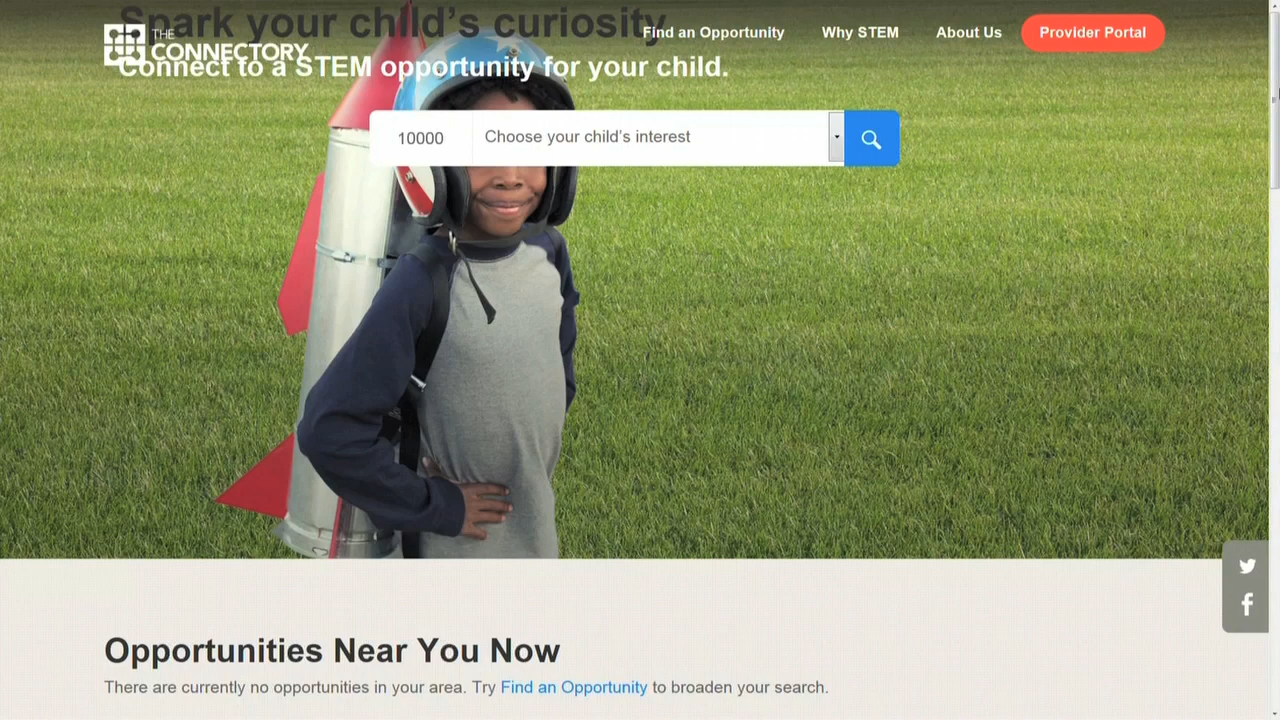 Spark your child’s curiosity.
THE
CONNECTORY
Find an Opportunity
Why STEM
About Us
Provider Portal
Connect to a STEM opportunity for your child.
10000
Choose your child’s interest
Opportunities Near You Now
There are currently no opportunities in your area. Try Find an Opportunity to broaden your search.